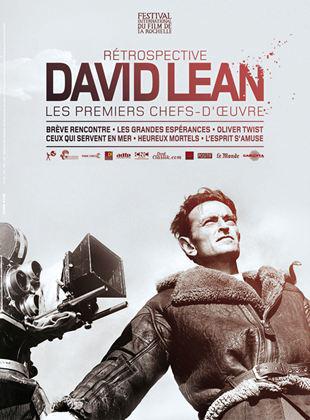 FESTIVAL
INTERNATIONAL
DU FILM DE
LA ROCHELLE
RÉTROSPECTIVE
DAVID LEAN
LES PREMIERS CHEFS-D'ŒUVRE
BRÈVE RENCONTRE • LES GRANDES ESPÉRANCES • OLIVER TWIST
CEUX QUI SERVENT EN MER • HEUREUX MORTELS • L'ESPRIT S'AMUSE
le Monde